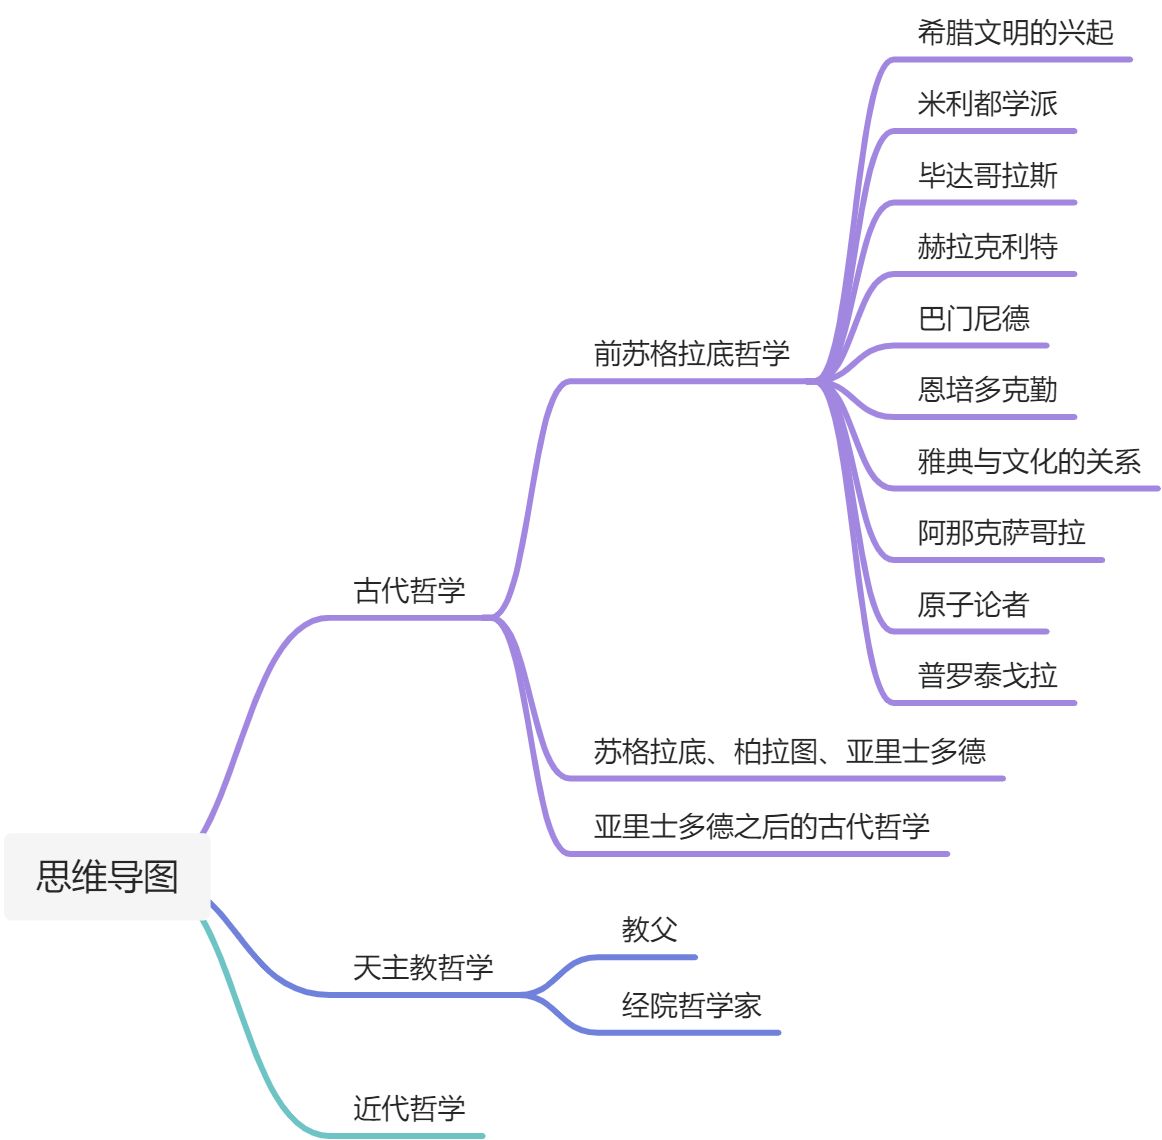 思维导图
古代哲学
前苏格拉底哲学
希腊文明的兴起
米利都学派
毕达哥拉斯
赫拉克利特
巴门尼德
恩培多克勤
雅典与文化的关系
阿那克萨哥拉
原子论者
普罗泰戈拉
苏格拉底、柏拉图、亚里士多德
亚里士多德之后的古代哲学
天主教哲学
教父
经院哲学家
近代哲学